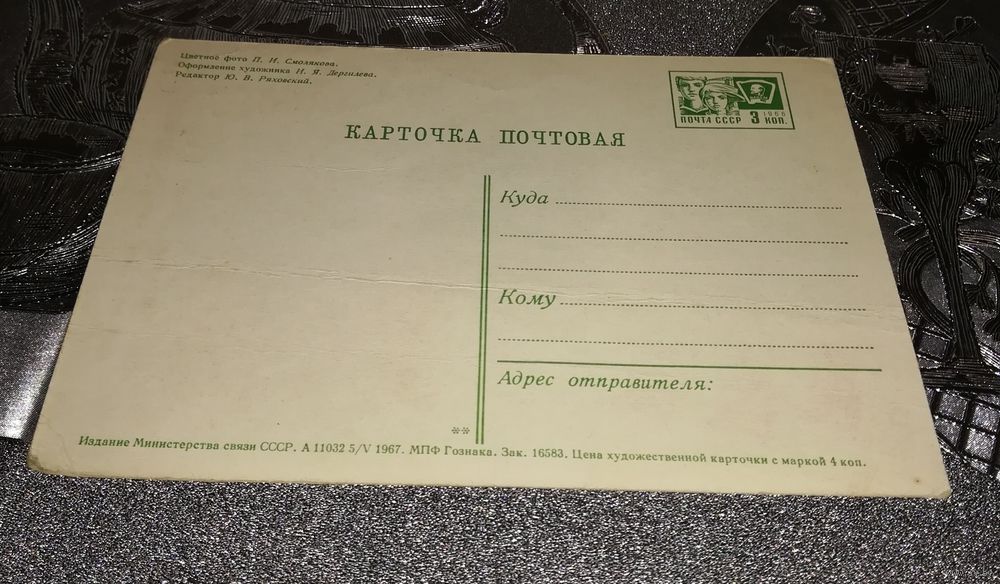 Цветное фото П. И. Смолякова.
Оформление художника И. Я. Дергилева.
Редактор Ю. В. Ряховский.
1966
ПОЧТА СССР 3 КОП.
КАРТОЧКА ПОЧТОВАЯ
Куда
Кому
Адрес отправителя:
**
Издание Министерства связи СССР. А 11032 5/V 1967. МПФ Гознака. Зак. 16583. Цена художественной карточки с маркой 4 коп.